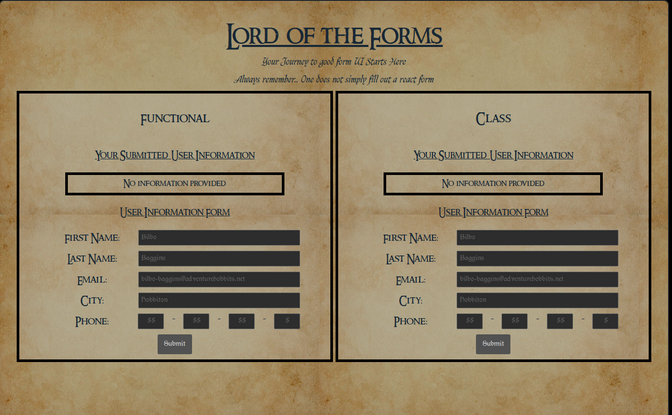 Lord of the Forms
Your Journey to good form UI Starts Here
Always remember... One does not simply fill out a react form
Functional
Your Submitted User Information
No information provided
User Information Form
First Name: Bilbo
Last Name: Baggins
Email: bilbo-baggins@adventurehobbits.net
City: Hobbiton
Phone: 55 - 55 - 55 - 5
Submit
Class
Your Submitted User Information
No information provided
User Information Form
First Name: Bilbo
Last Name: Baggins
Email: bilbo-baggins@adventurehobbits.net
City: Hobbiton
Phone: 55 - 55 - 55 - 5
Submit